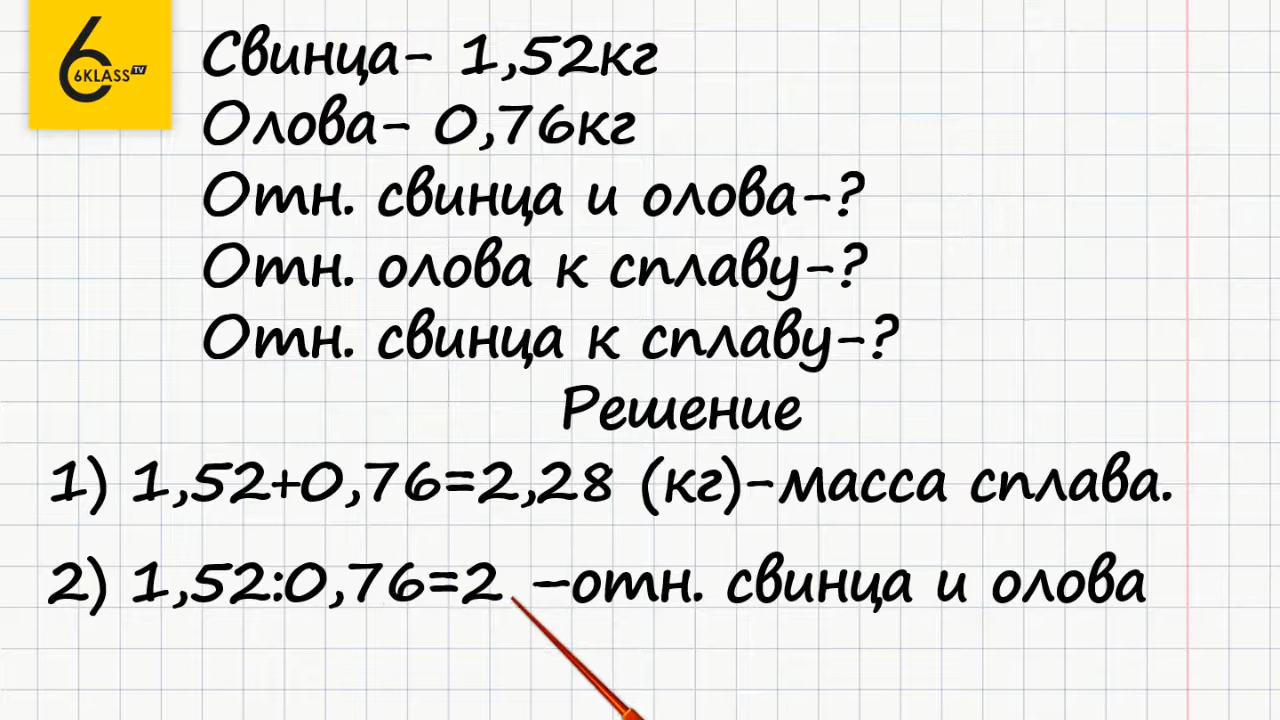 6KLASS TV
Свинца- 1,52кг
Олова- 0,76кг
Отн. свинца и олова-?
Отн. олова к сплаву-?
Отн. свинца к сплаву-?
Решение
1) 1,52+0,76=2,28 (кг)-масса сплава.
2) 1,52:0,76=2 –отн. свинца и олова